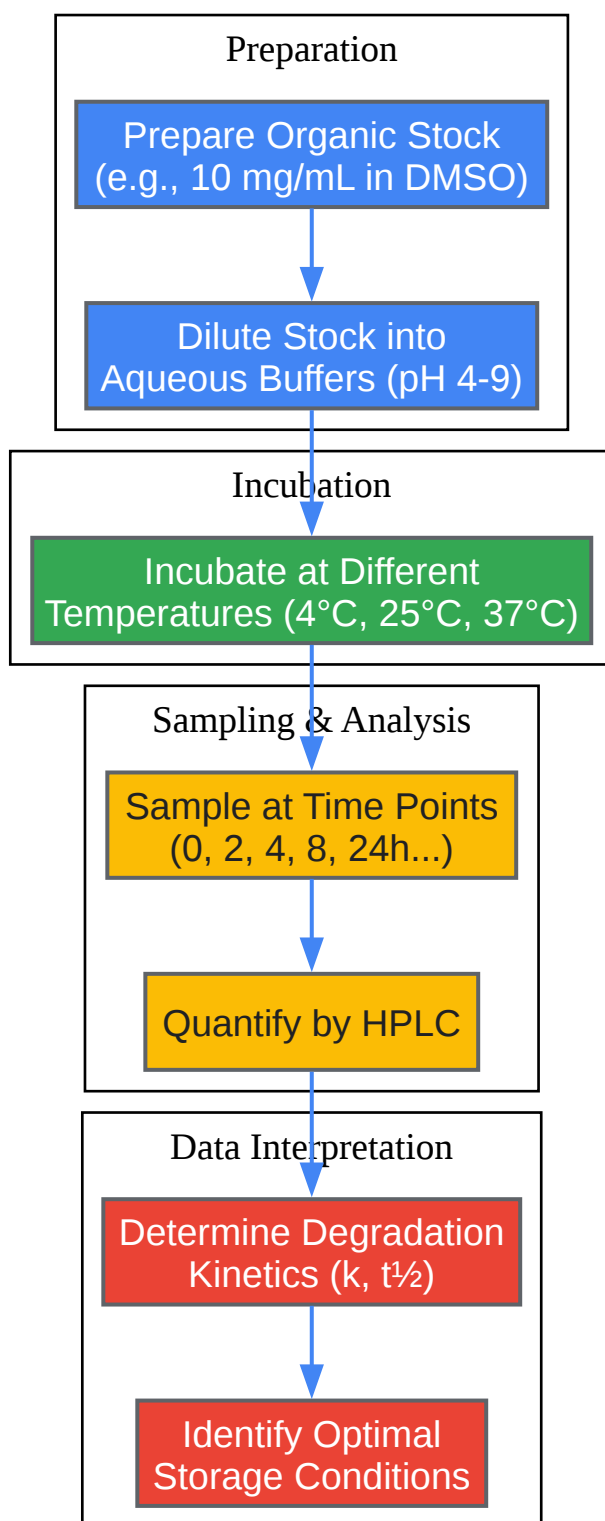 Preparation
Prepare Organic Stock
(e.g., 10 mg/mL in DMSO)
Dilute Stock into
Aqueous Buffers (pH 4-9)
Incubation
Incubate at Different
Temperatures (4°C, 25°C, 37°C)
Sampling & Analysis
Sample at Time Points
(0, 2, 4, 8, 24h...)
Quantify by HPLC
Data Interpretation
Determine Degradation
Kinetics (k, t½)
Identify Optimal
Storage Conditions